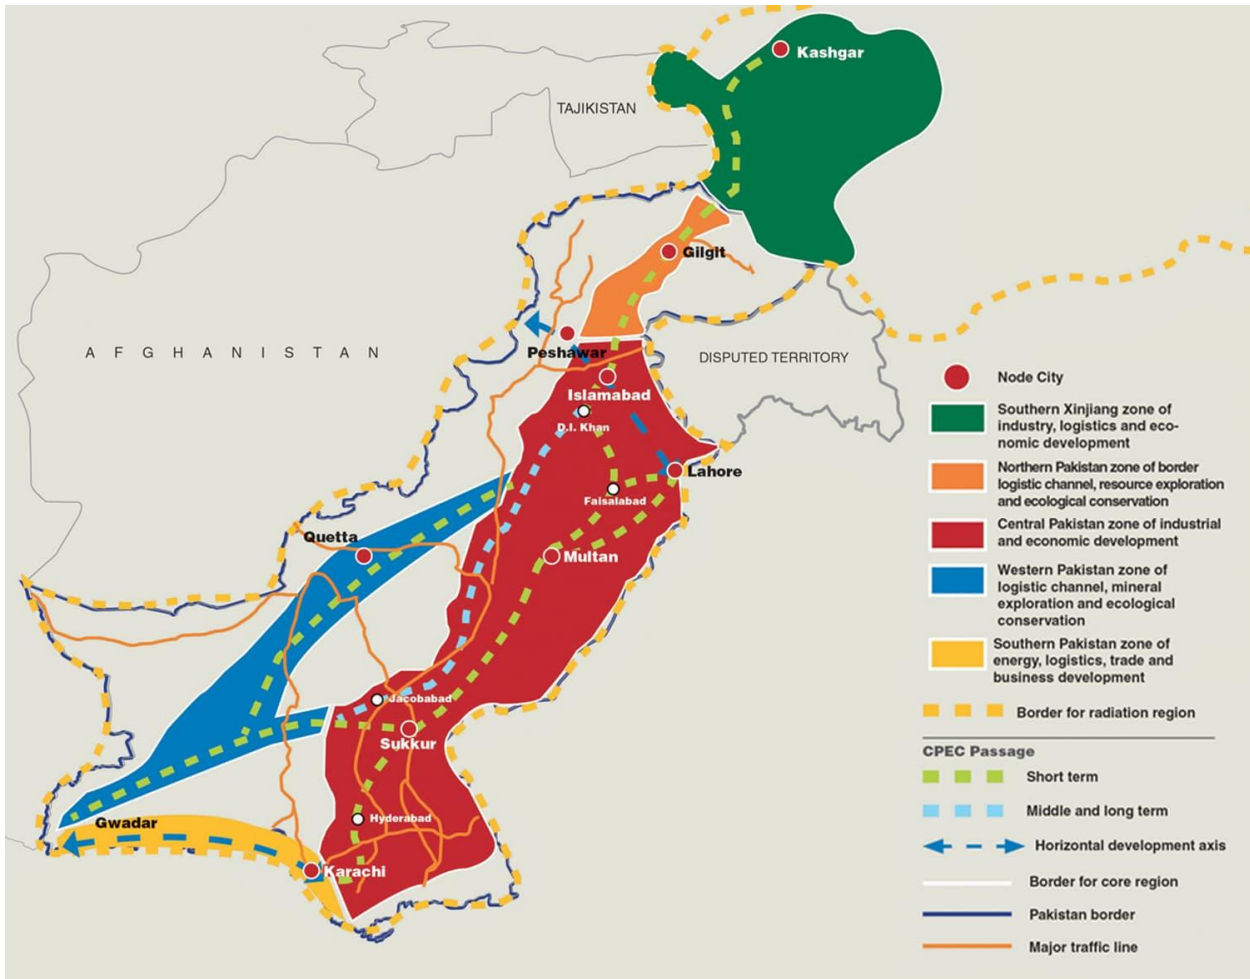 Kashgar
TAJIKISTAN
Gilgit
Peshawar
AFGHANISTAN
DISPUTED TERRITORY
Islamabad
D.I. Khan
Lahore
Faisalabad
Quetta
Multan
Jacobabad
Sukkur
Gwadar
Hyderabad
Karachi
Node City
Southern Xinjiang zone of
industry, logistics and eco-
nomic development
Northern Pakistan zone of border
logistic channel, resource exploration
and ecological conservation
Central Pakistan zone of industrial
and economic development
Western Pakistan zone of
logistic channel, mineral
exploration and ecological
conservation
Southern Pakistan zone of
energy, logistics, trade and
business development
Border for radiation region
CPEC Passage
Short term
Middle and long term
Horizontal development axis
Border for core region
Pakistan border
Major traffic line